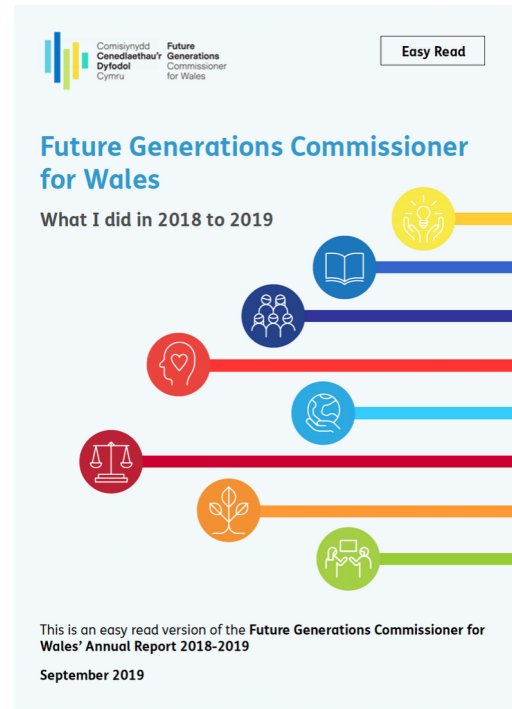 Comisiynydd
Cenedlaethau'r
Dyfodol
Cymru
Future
Generations
Commissioner
for Wales
Easy Read
Future Generations Commissioner
for Wales
What I did in 2018 to 2019
This is an easy read version of the Future Generations Commissioner for
Wales’ Annual Report 2018-2019
September 2019